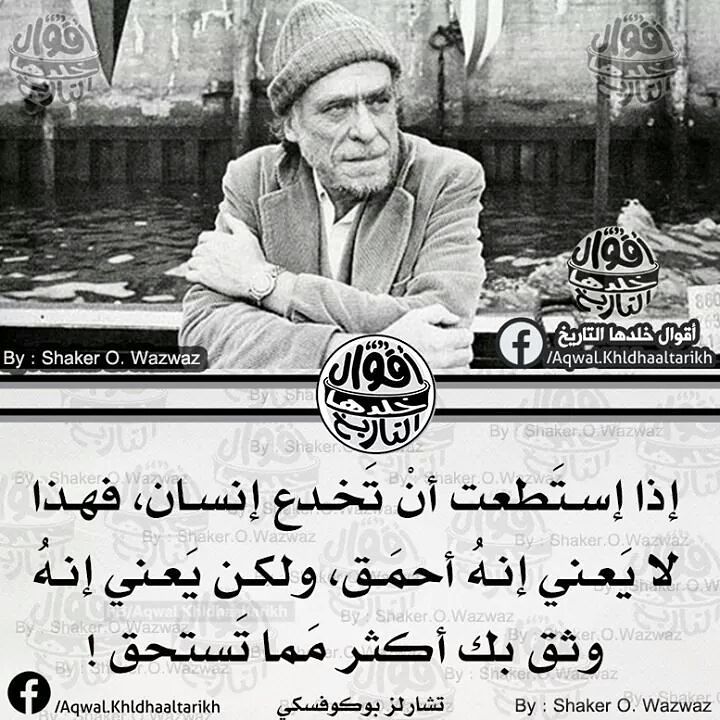 أقوال خلدها التاريخ
/Aqwal.Khldhaaltarikh
By : Shaker O. Wazwaz
أقوال خلدها التاريخ
إذا إستَطعت أنْ تَخدع إنسان، فهذا
لا يَعني إنهُ أحمَق، ولكن يَعني إنهُ
وثق بك أكثر مَما تَستحق !
/Aqwal.Khldhaaltarikh
تشارلز بوكوفسكي
By : Shaker O. Wazwaz